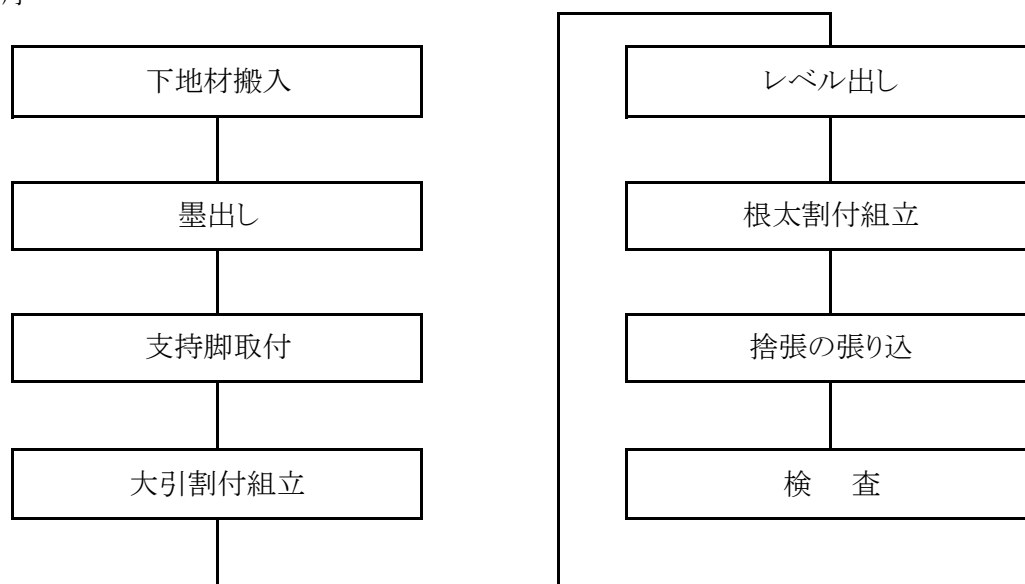 下地材搬入
墨出し
支持脚取付
大引割付組立
レベル出し
根太割付組立
捨張の張り込
検　査